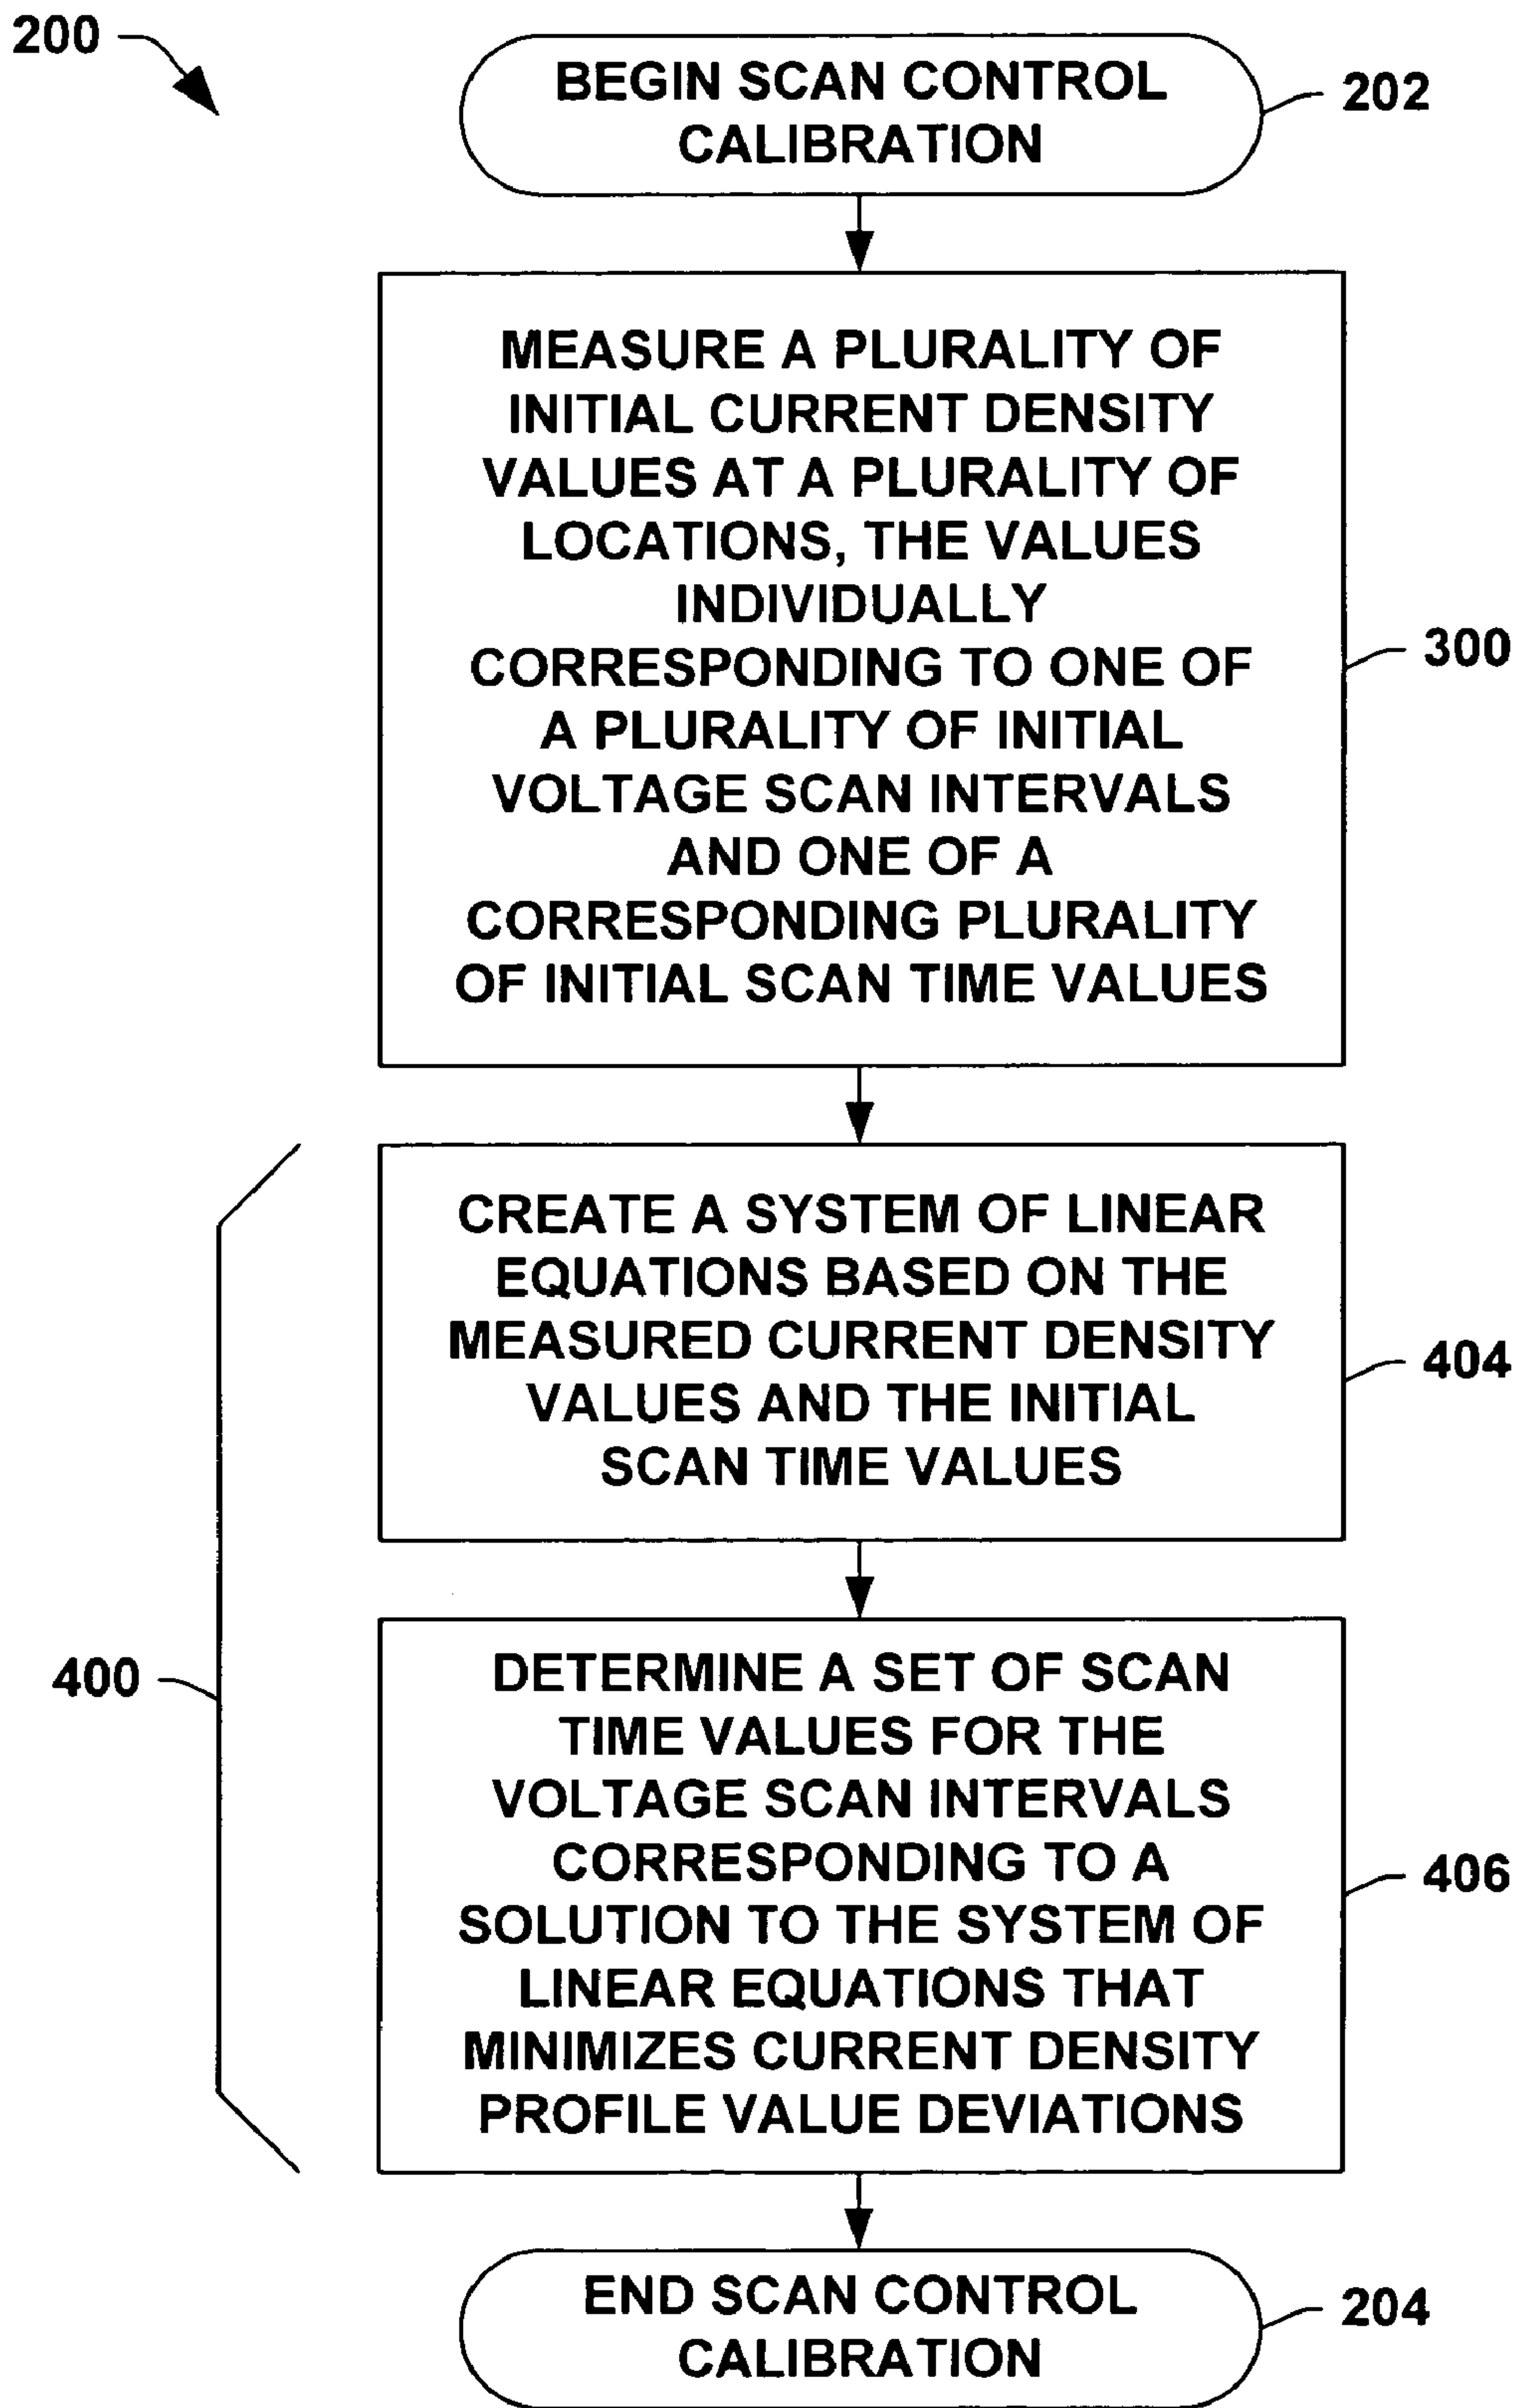 200
BEGIN SCAN CONTROL
CALIBRATION
202
MEASURE A PLURALITY OF
INITIAL CURRENT DENSITY
VALUES AT A PLURALITY OF
LOCATIONS, THE VALUES
INDIVIDUALLY
CORRESPONDING TO ONE OF
A PLURALITY OF INITIAL
VOLTAGE SCAN INTERVALS
AND ONE OF A
CORRESPONDING PLURALITY
OF INITIAL SCAN TIME VALUES
300
CREATE A SYSTEM OF LINEAR
EQUATIONS BASED ON THE
MEASURED CURRENT DENSITY
VALUES AND THE INITIAL
SCAN TIME VALUES
404
400
DETERMINE A SET OF SCAN
TIME VALUES FOR THE
VOLTAGE SCAN INTERVALS
CORRESPONDING TO A
SOLUTION TO THE SYSTEM OF
LINEAR EQUATIONS THAT
MINIMIZES CURRENT DENSITY
PROFILE VALUE DEVIATIONS
406
END SCAN CONTROL
CALIBRATION
204